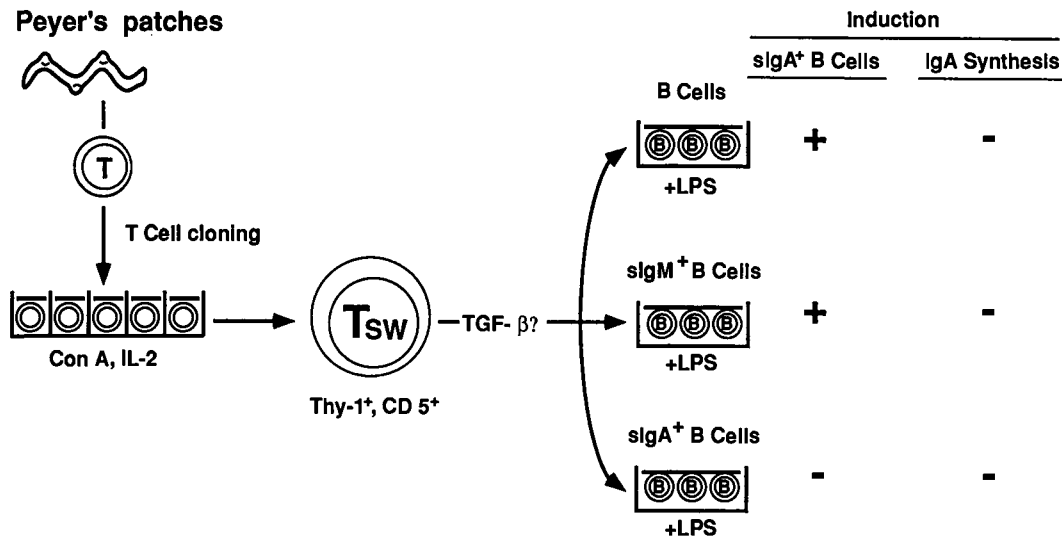 Peyer's patches
T
T Cell cloning
Con A, IL-2
TSW
Thy-1⁺, CD 5⁺
TGF- β?
Induction
sIgA⁺ B Cells IgA Synthesis
B Cells
B B B
+LPS
+ -
sIgM⁺ B Cells
B B B
+LPS
+ -
sIgA⁺ B Cells
B B B
+LPS
- -